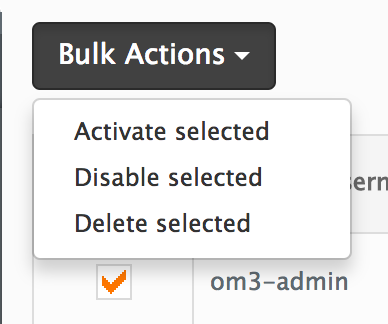 Bulk Actions
Activate selected
Disable selected
Delete selected
om3-admin